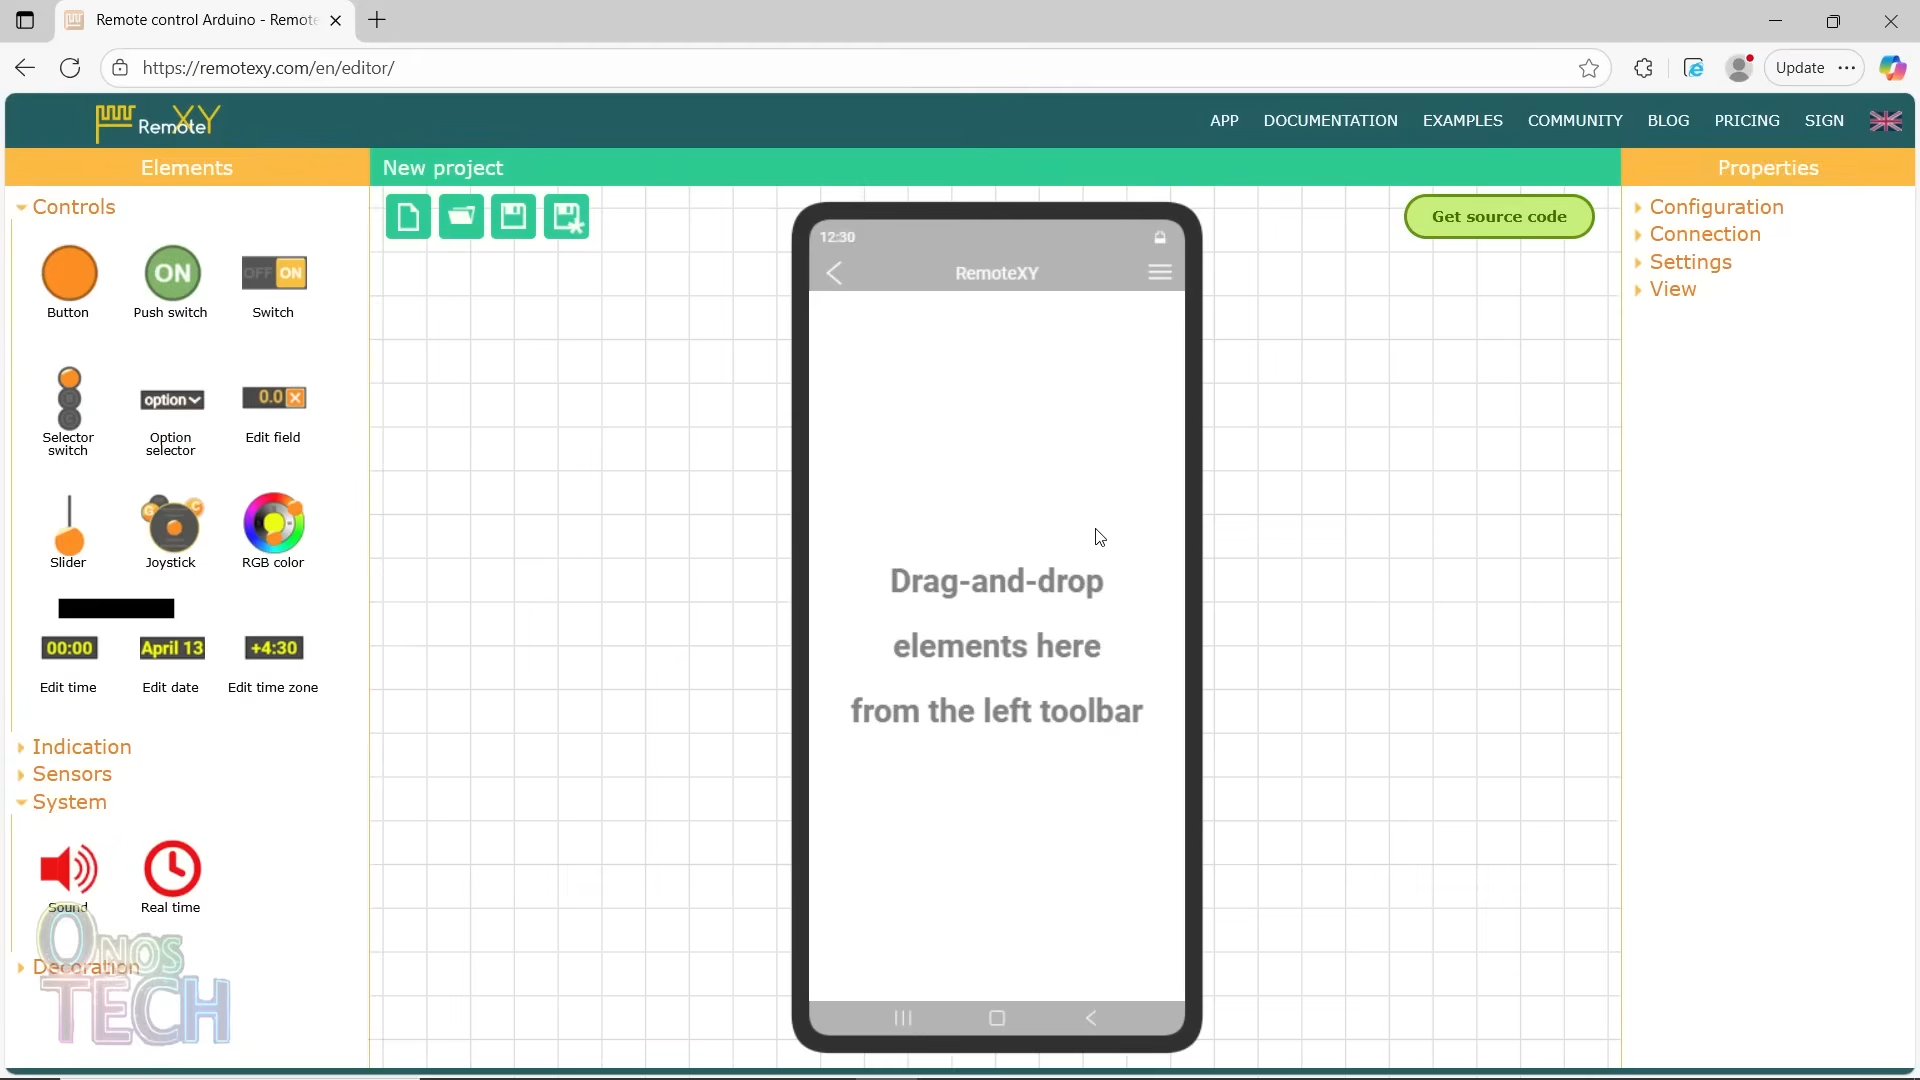 Remote control Arduino - Remote
https://remotexy.com/en/editor/
Update
RemoteXY
APP DOCUMENTATION EXAMPLES COMMUNITY BLOG PRICING SIGN
Elements
New project
Properties
Controls
Get source code
Configuration
Connection
Settings
View
ON
OFF ON
Button Push switch Switch
option
0.0
Selector switch
Option selector
Edit field
G
C
Slider Joystick RGB color
00:00 April 13 +4:30
Edit time Edit date Edit time zone
Indication
Sensors
System
Sound Real time
Decoration
ONOS
TECH
12:30
RemoteXY
Drag-and-drop
elements here
from the left toolbar